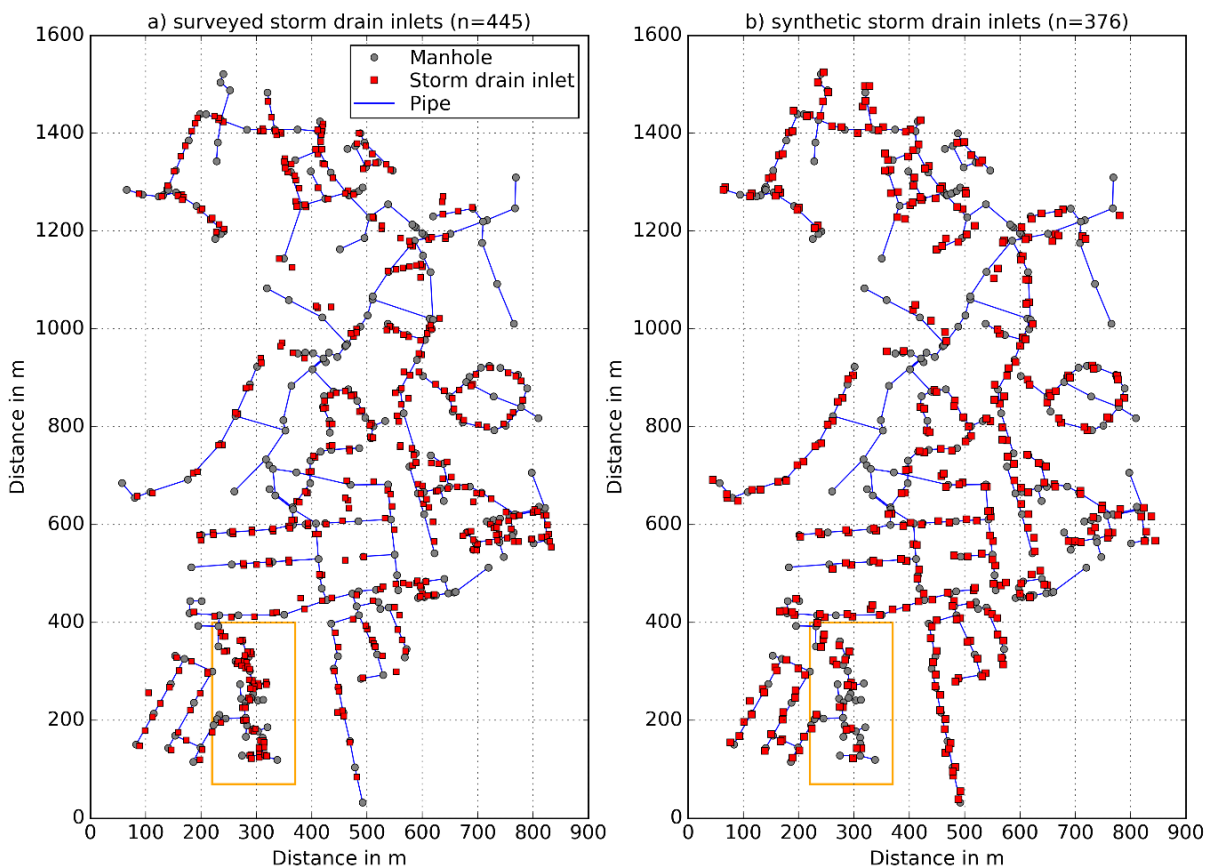 a) surveyed storm drain inlets (n=445)
Manhole
Storm drain inlet
Pipe
Distance in m
1600
1400
1200
1000
800
600
400
200
0
0 100 200 300 400 500 600 700 800 900
Distance in m
b) synthetic storm drain inlets (n=376)
Distance in m
1600
1400
1200
1000
800
600
400
200
0
0 100 200 300 400 500 600 700 800 900
Distance in m